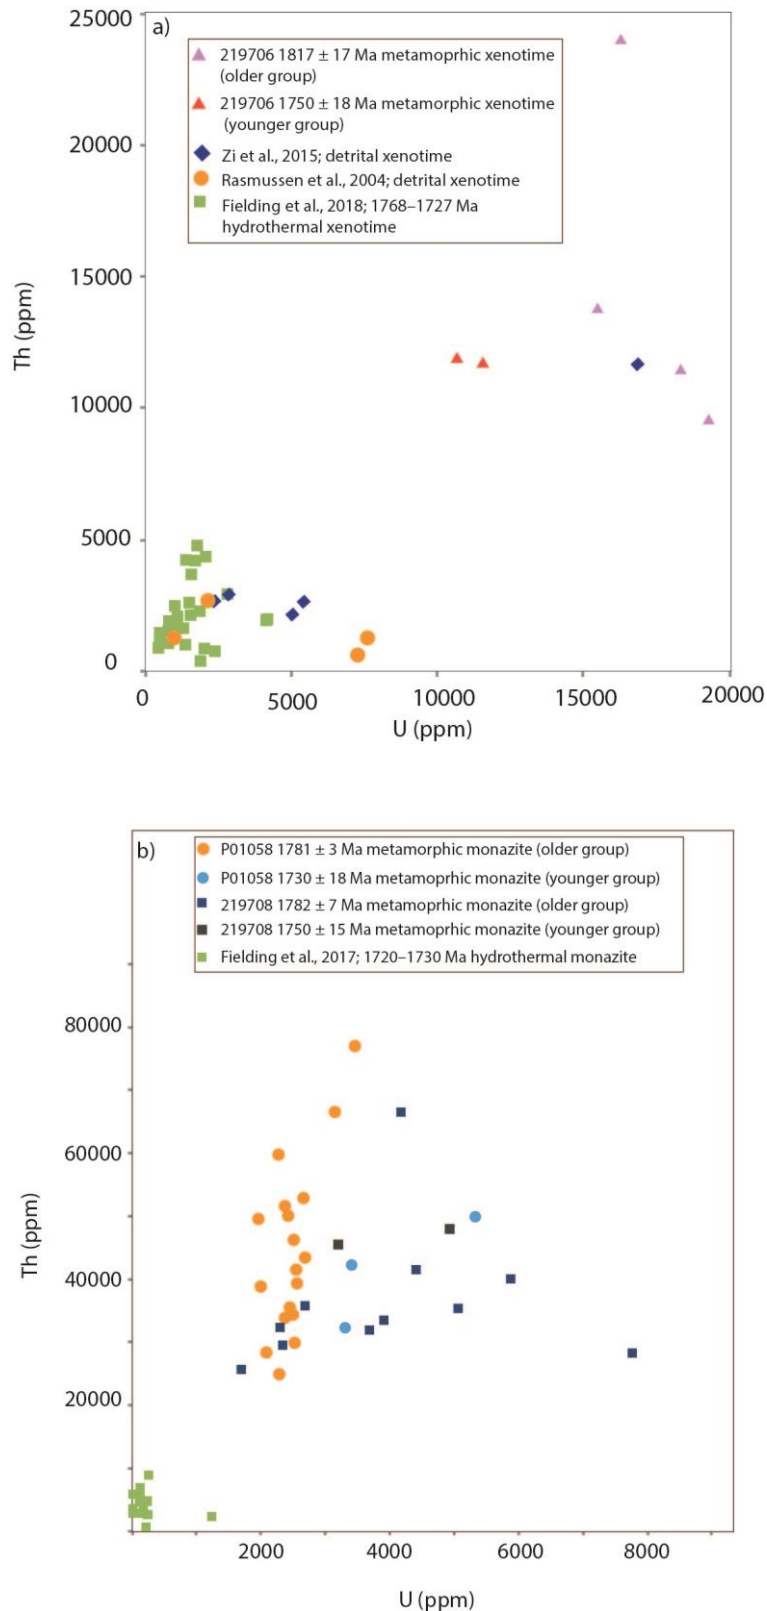 a)
25000
20000
15000
10000
5000
0
Th (ppm)
219706 1817 ± 17 Ma metamoprhic xenotime
(older group)
219706 1750 ± 18 Ma metamorphic xenotime
(younger group)
Zi et al., 2015; detrital xenotime
Rasmussen et al., 2004; detrital xenotime
Fielding et al., 2018; 1768–1727 Ma
hydrothermal xenotime
0 5000 10000 15000 20000
U (ppm)
b)
P01058 1781 ± 3 Ma metamorphic monazite (older group)
P01058 1730 ± 18 Ma metamoprhic monazite (younger group)
219708 1782 ± 7 Ma metamoprhic monazite (older group)
219708 1750 ± 15 Ma metamoprhic monazite (younger group)
Fielding et al., 2017; 1720–1730 Ma hydrothermal monazite
80000
60000
40000
20000
Th (ppm)
2000 4000 6000 8000
U (ppm)